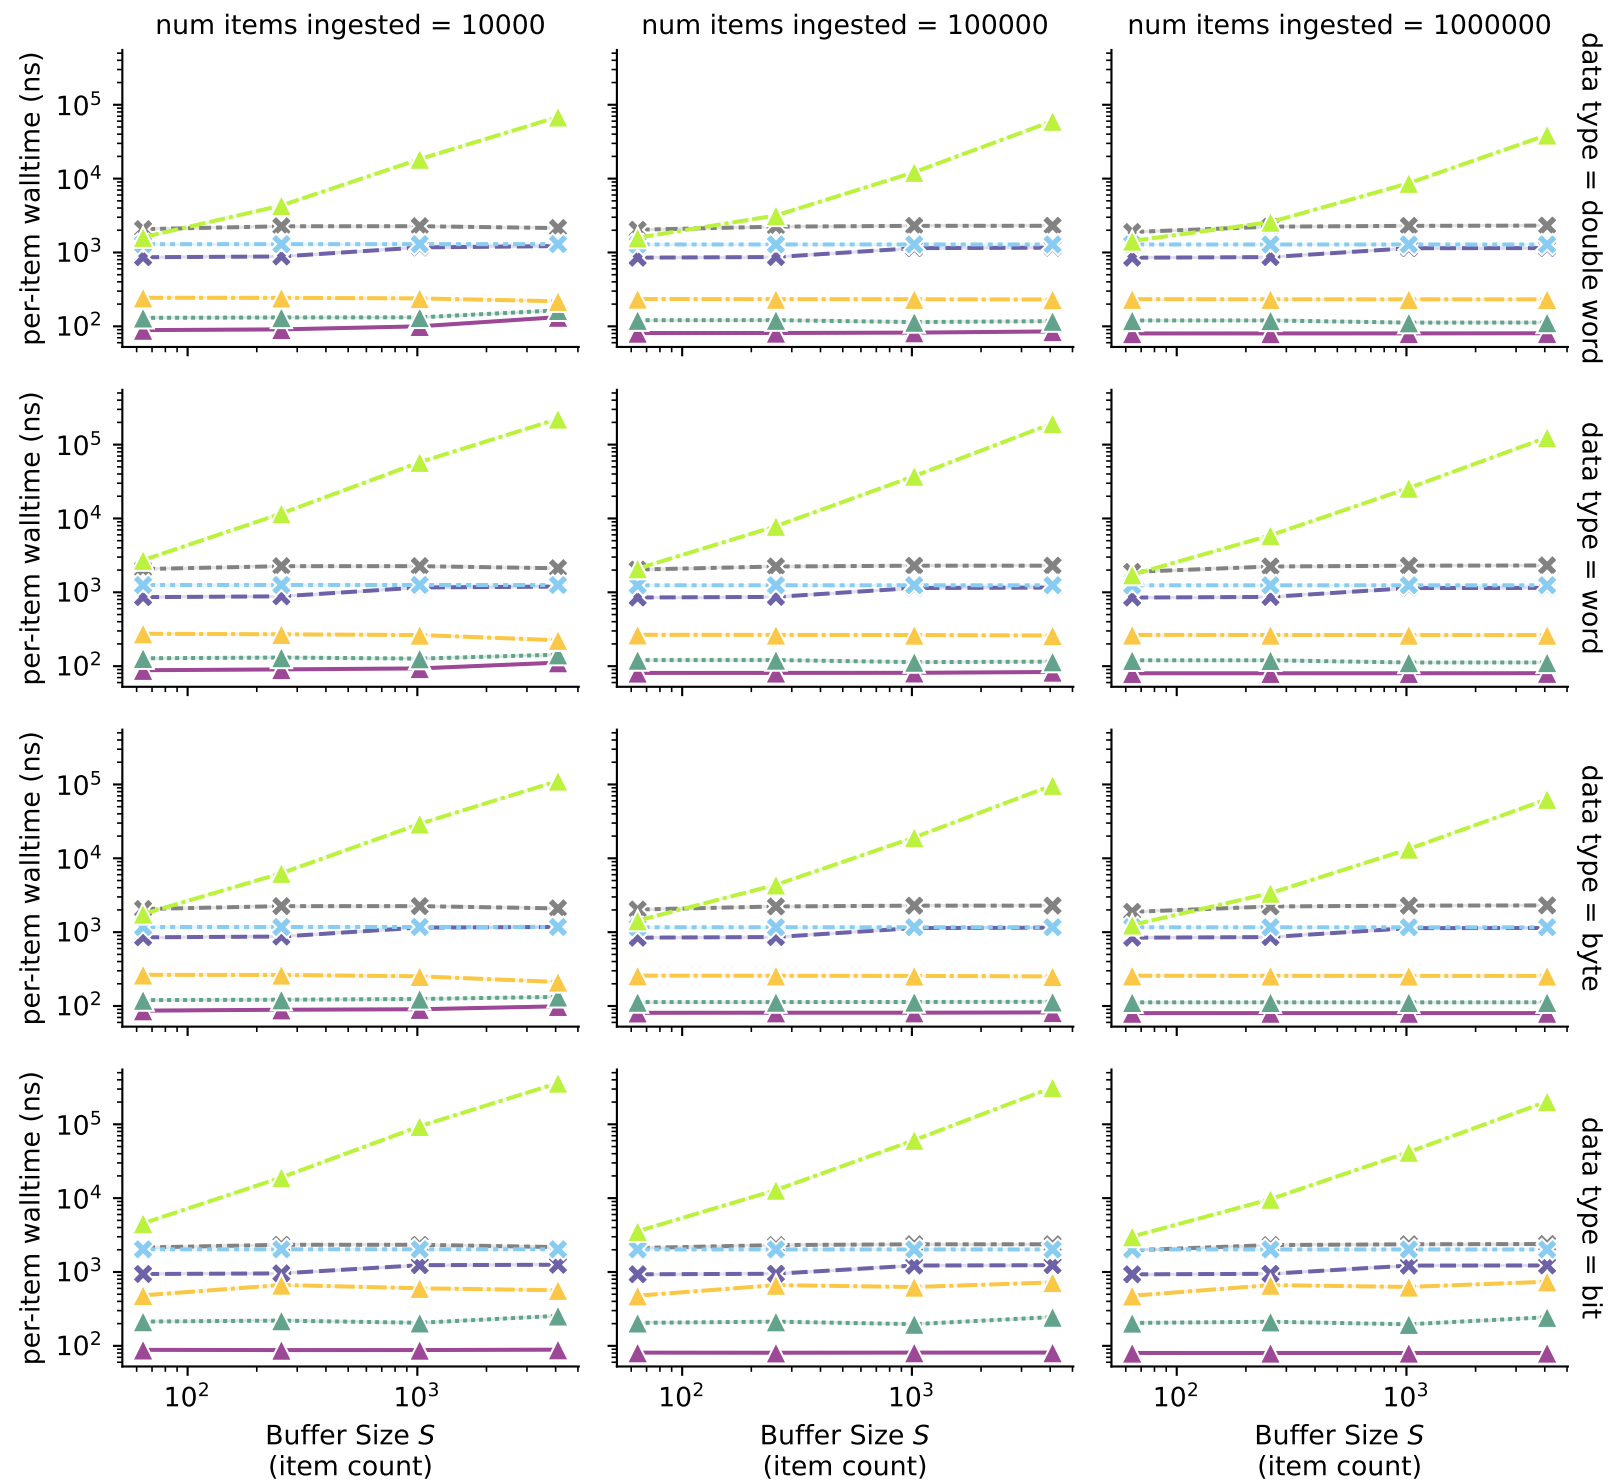 num items ingested = 10000
num items ingested = 100000
num items ingested = 1000000
per-item walltime (ns)
10^5
10^4
10^3
10^2
data type = double word
per-item walltime (ns)
10^5
10^4
10^3
10^2
data type = word
per-item walltime (ns)
10^5
10^4
10^3
10^2
data type = byte
per-item walltime (ns)
10^5
10^4
10^3
10^2
data type = bit
10^2
10^3
10^2
10^3
10^2
10^3
Buffer Size S
(item count)
Buffer Size S
(item count)
Buffer Size S
(item count)